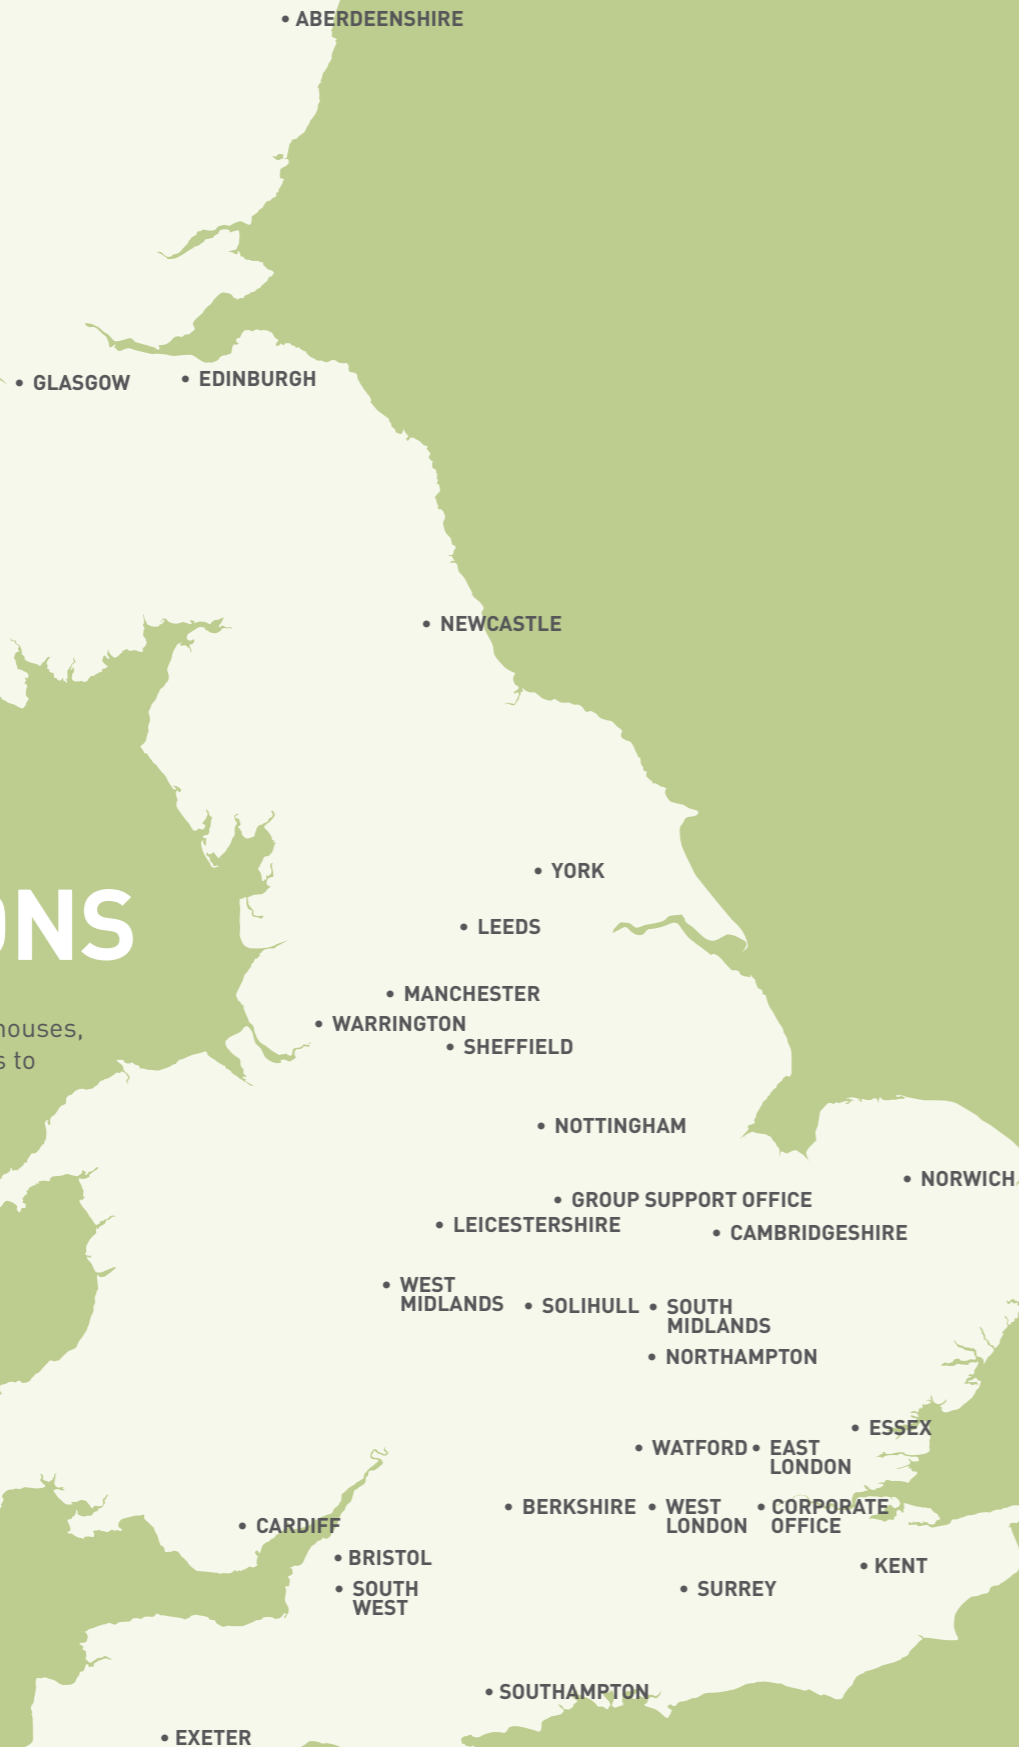 ABERDEENSHIRE
GLASGOW
EDINBURGH
NEWCASTLE
YORK
ONS
LEEDS
MANCHESTER
houses,
WARRINGTON
SHEFFIELD
s to
NOTTINGHAM
NORWICH
GROUP SUPPORT OFFICE
LEICESTERSHIRE
CAMBRIDGESHIRE
WEST
MIDLANDS
SOLIHULL
SOUTH
MIDLANDS
NORTHAMPTON
ESSEX
WATFORD
EAST
LONDON
BERKSHIRE
WEST
LONDON
CORPORATE
OFFICE
CARDIFF
BRISTOL
KENT
SOUTH
WEST
SURREY
SOUTHAMPTON
EXETER